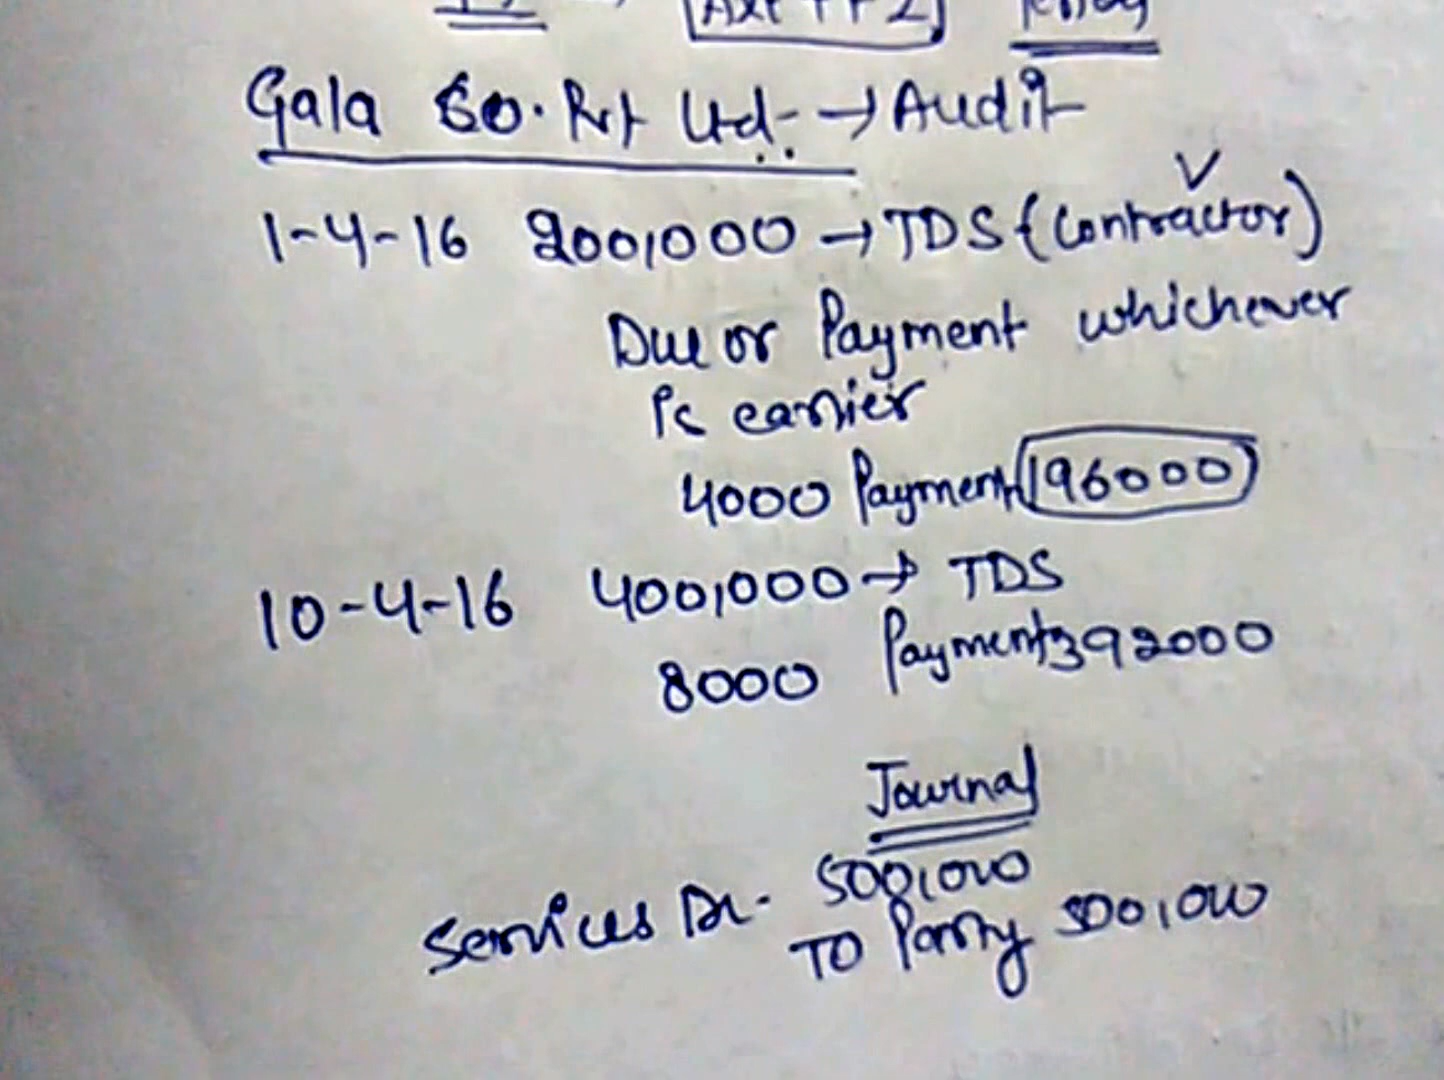 Gala Co. Pvt Ltd. → Audit
1-4-16 200,000 → TDS (Contractor)
Due or Payment whichever
is earlier
4000 Payment 196000
10-4-16 400,000 → TDS
8000 Payment 392000
Journal
Services Dr. 500,000
To Party 500,000